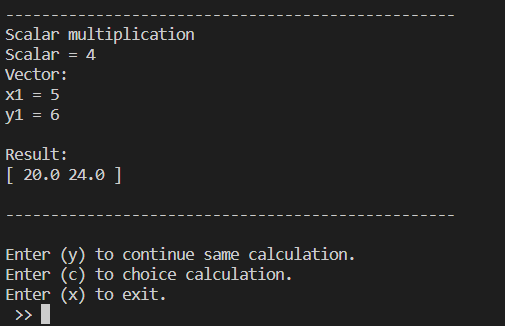 --------------------------------------------------
Scalar multiplication
Scalar = 4
Vector:
x1 = 5
y1 = 6
Result:
[ 20.0 24.0 ]
--------------------------------------------------
Enter (y) to continue same calculation.
Enter (c) to choice calculation.
Enter (x) to exit.
>>